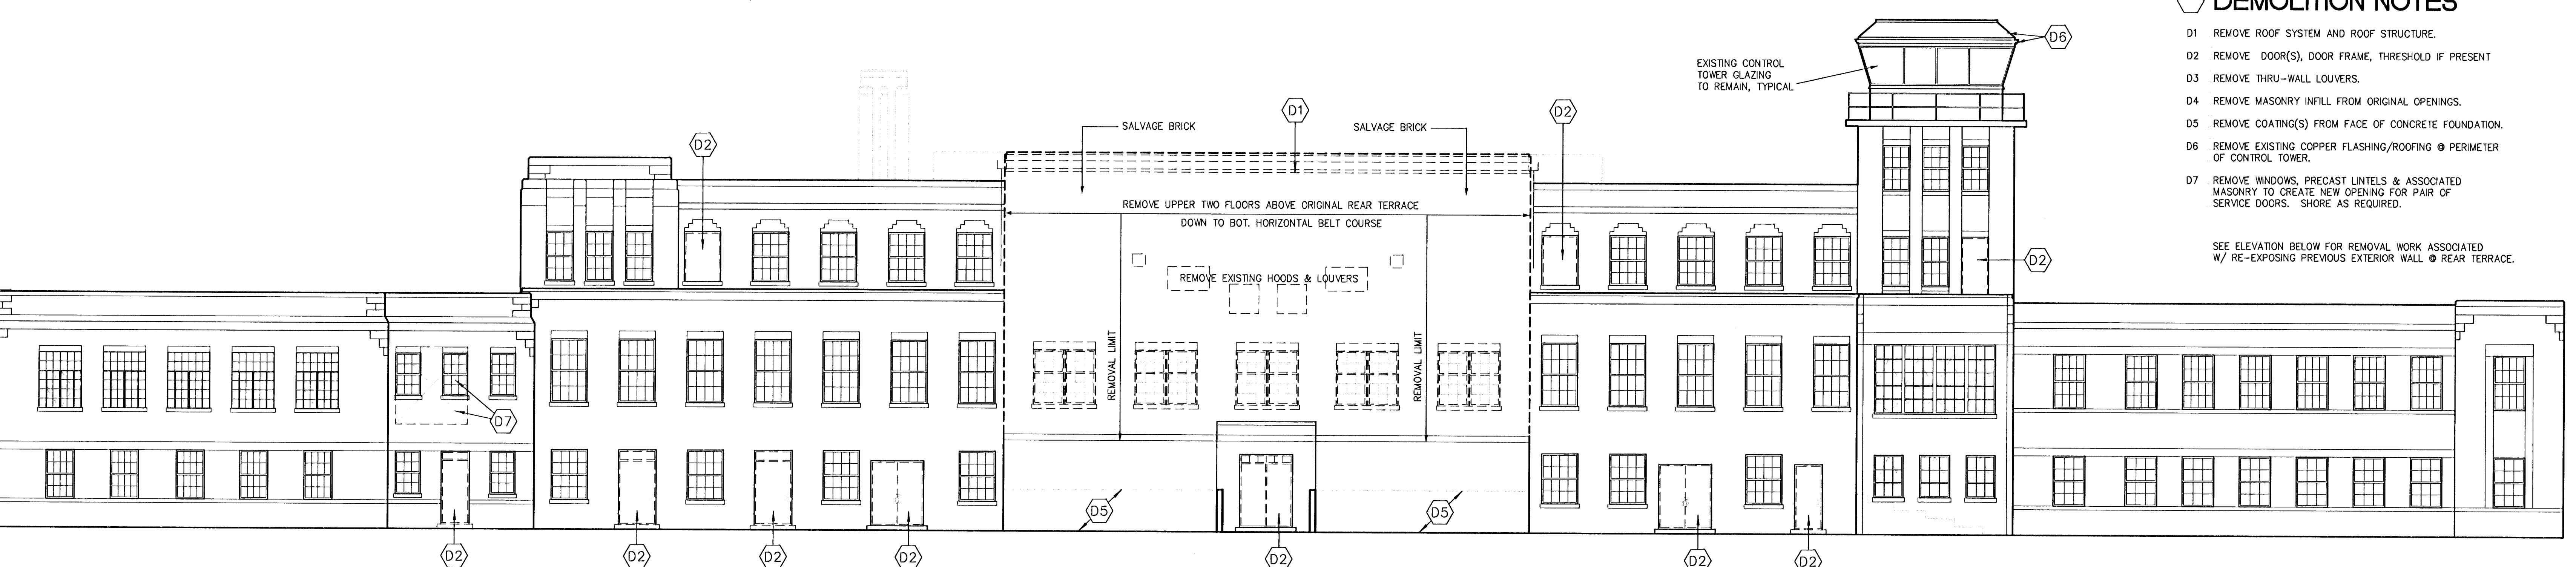 DEMOLITION NOTES
D1 REMOVE ROOF SYSTEM AND ROOF STRUCTURE.
D2 REMOVE DOOR(S), DOOR FRAME, THRESHOLD IF PRESENT
D3 REMOVE THRU-WALL LOUVERS.
D4 REMOVE MASONRY INFILL FROM ORIGINAL OPENINGS.
D5 REMOVE COATING(S) FROM FACE OF CONCRETE FOUNDATION.
D6 REMOVE EXISTING COPPER FLASHING/ROOFING @ PERIMETER
OF CONTROL TOWER.
D7 REMOVE WINDOWS, PRECAST LINTELS & ASSOCIATED
MASONRY TO CREATE NEW OPENING FOR PAIR OF
SERVICE DOORS. SHORE AS REQUIRED.
SEE ELEVATION BELOW FOR REMOVAL WORK ASSOCIATED
W/ RE-EXPOSING PREVIOUS EXTERIOR WALL @ REAR TERRACE.
D6
EXISTING CONTROL
TOWER GLAZING
TO REMAIN, TYPICAL
D1
D2
D2
SALVAGE BRICK
SALVAGE BRICK
REMOVE UPPER TWO FLOORS ABOVE ORIGINAL REAR TERRACE
DOWN TO BOT. HORIZONTAL BELT COURSE
D2
REMOVE EXISTING HOODS & LOUVERS
REMOVAL LIMIT
REMOVAL LIMIT
D7
D5
D5
D2
D2
D2
D2
D2
D2
D2